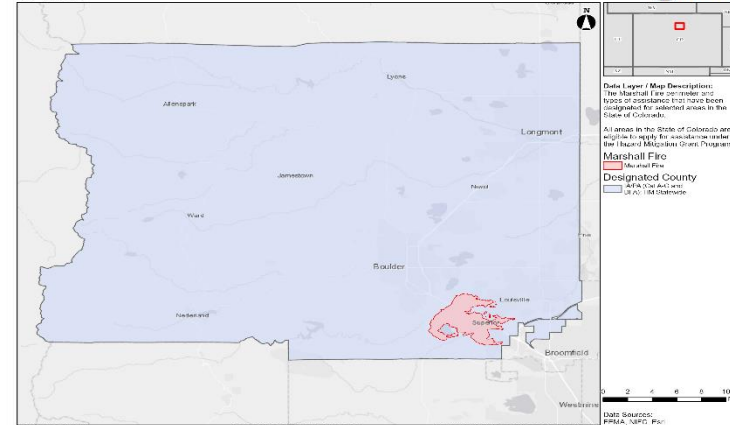 N
Lyons
Allenspark
Longmont
Jamestown
Niwot
Ward
Boulder
Louisville
Nederland
Superior
Broomfield
Data Layer / Map Description:
The Marshall Fire perimeter and
types of assistance that have been
designated for selected areas in the
State of Colorado.
All areas in the State of Colorado are
eligible to apply for assistance under
the Hazard Mitigation Grant Program
Marshall Fire
Marshall Fire
Designated County
HM Statewide
0 2 4 6 8 10
Data Sources:
FEMA, NIFC, Esri